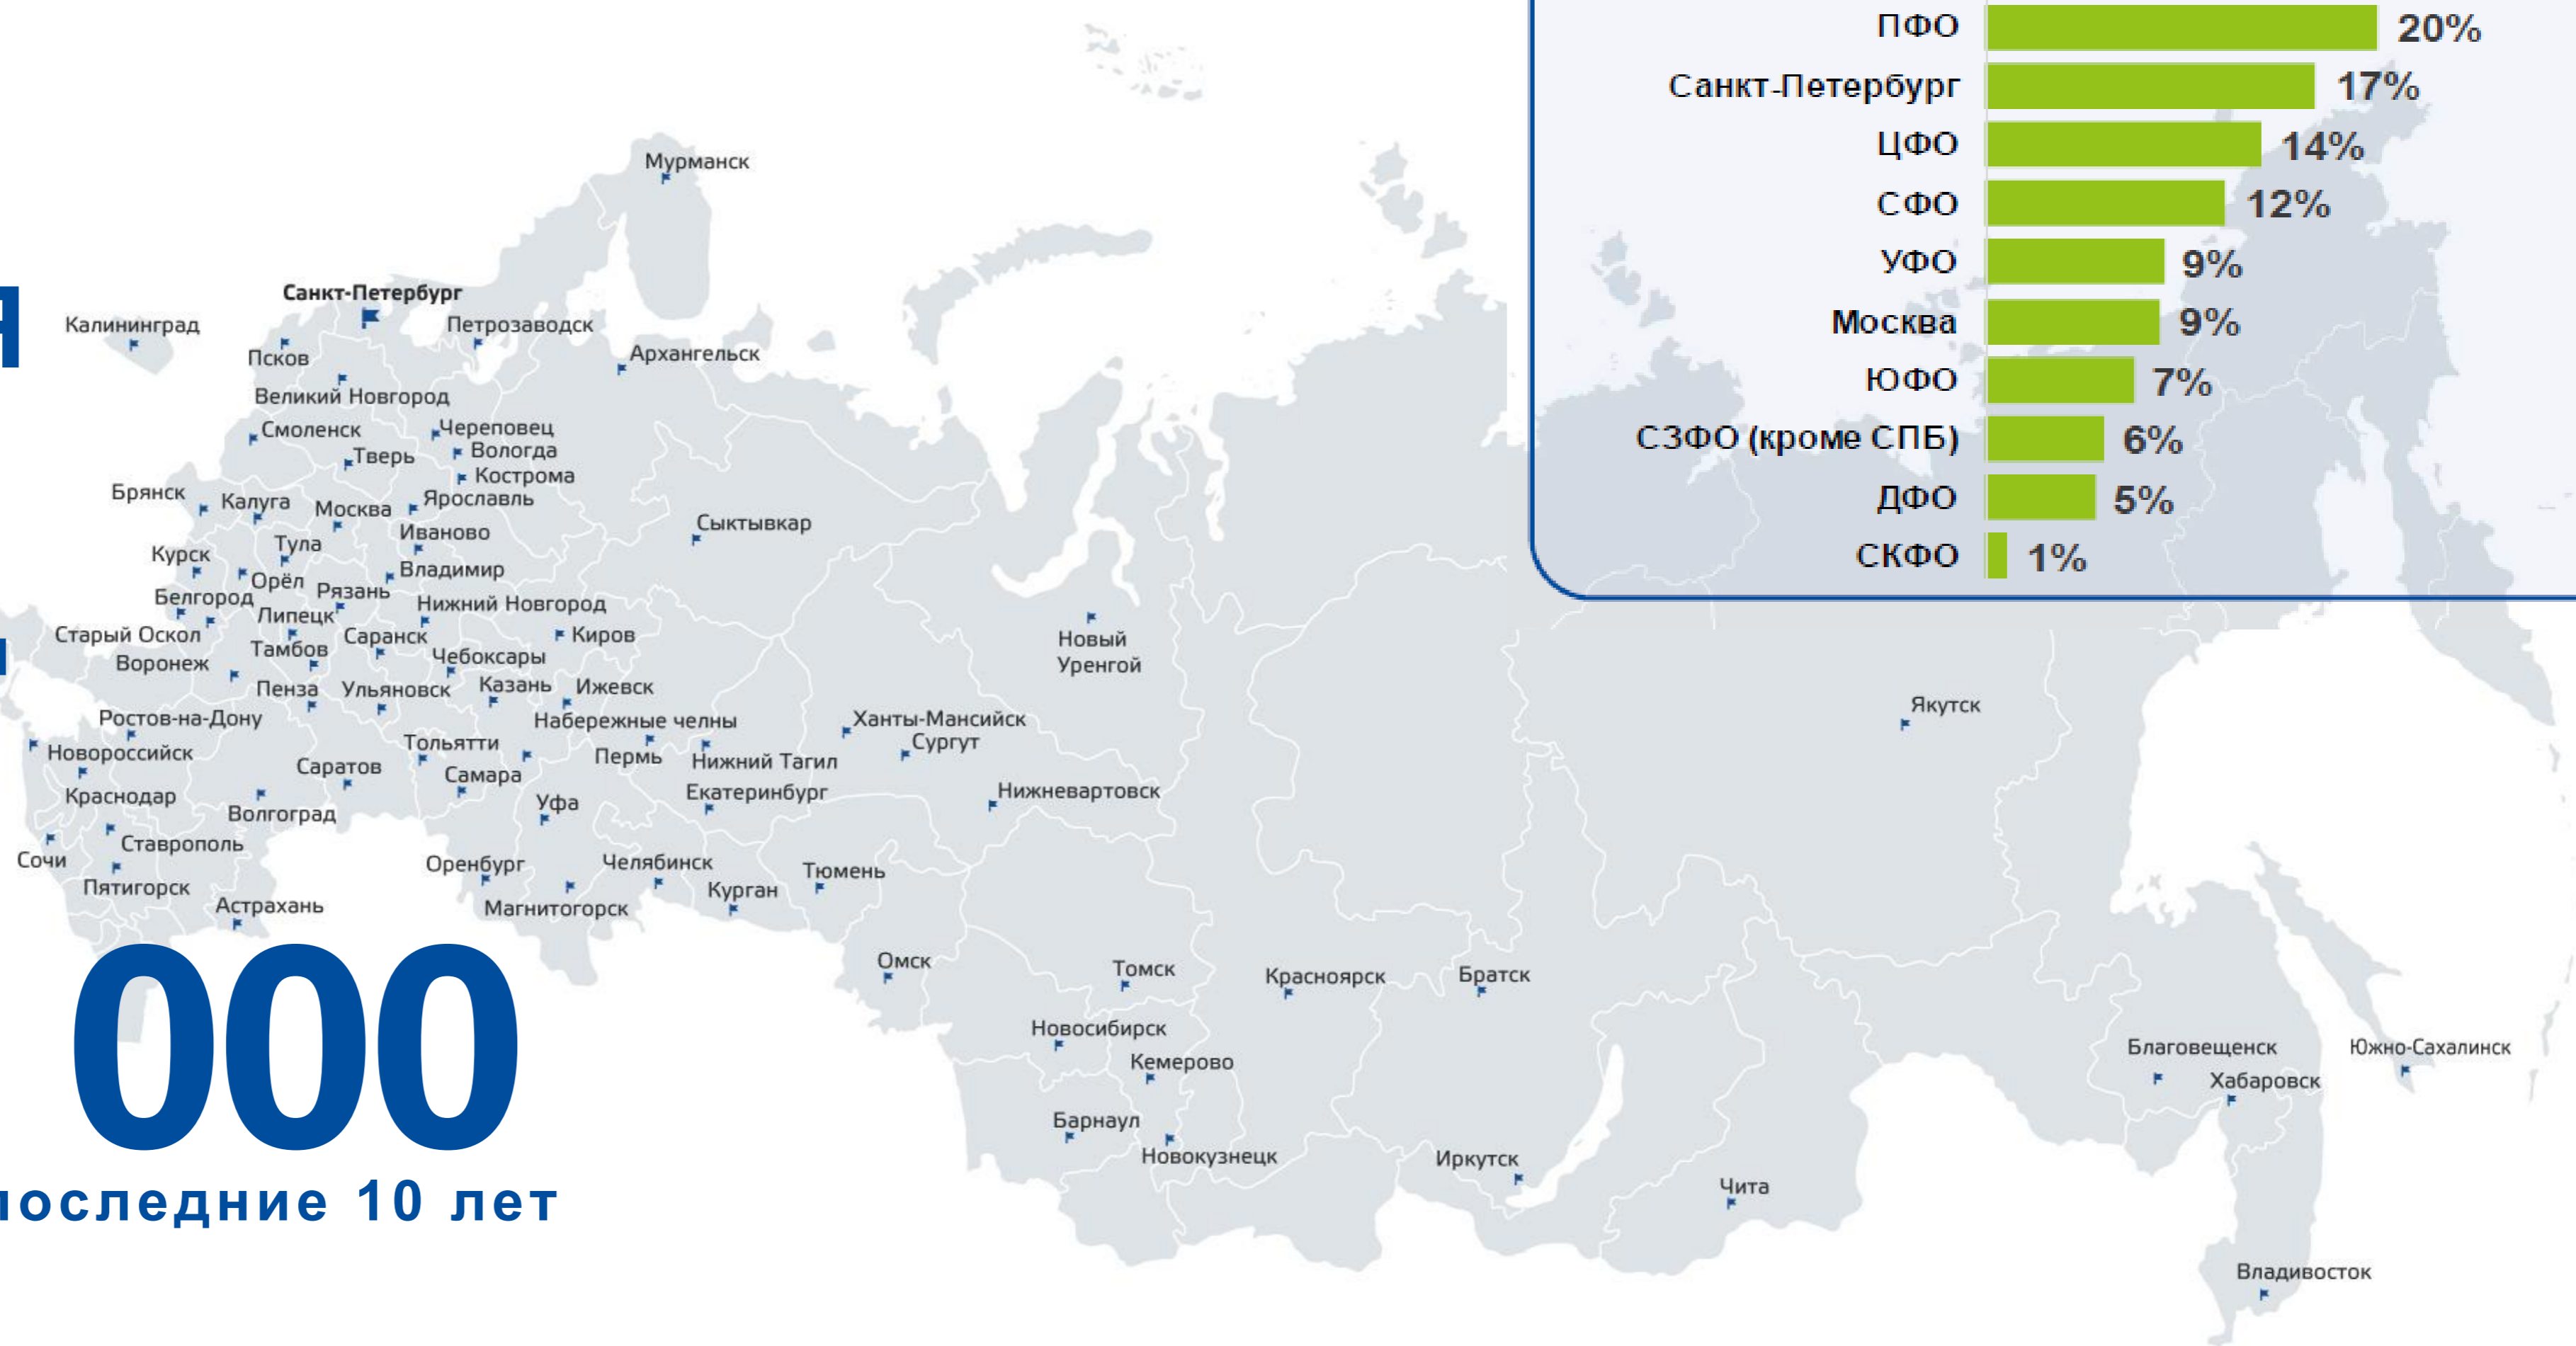 ПФО 20%
Санкт-Петербург 17%
ЦФО 14%
СФО 12%
УФО 9%
Москва 9%
ЮФО 7%
СЗФО (кроме СПБ) 6%
ДФО 5%
СКФО 1%
Мурманск
Санкт-Петербург
Калининград
Петрозаводск
Псков
Архангельск
Великий Новгород
Смоленск
Череповец
Тверь
Вологда
Кострома
Брянск
Калуга
Москва
Ярославль
Сыктывкар
Иваново
Тула
Курск
Владимир
Орёл
Рязань
Белгород
Нижний Новгород
Липецк
Старый Оскол
Саранск
Киров
Новый
Уренгой
Тамбов
Чебоксары
Воронеж
Пенза
Ульяновск
Казань
Ижевск
Якутск
Ростов-на-Дону
Набережные челны
Ханты-Мансийск
Сургут
Новороссийск
Тольятти
Пермь
Нижний Тагил
Саратов
Самара
Краснодар
Екатеринбург
Нижневартовск
Уфа
Волгоград
Ставрополь
Сочи
Оренбург
Челябинск
Тюмень
Пятигорск
Курган
Астрахань
Магнитогорск
000
последние 10 лет
Омск
Томск
Красноярск
Братск
Новосибирск
Кемерово
Благовещенск
Южно-Сахалинск
Хабаровск
Барнаул
Новокузнецк
Иркутск
Чита
Владивосток